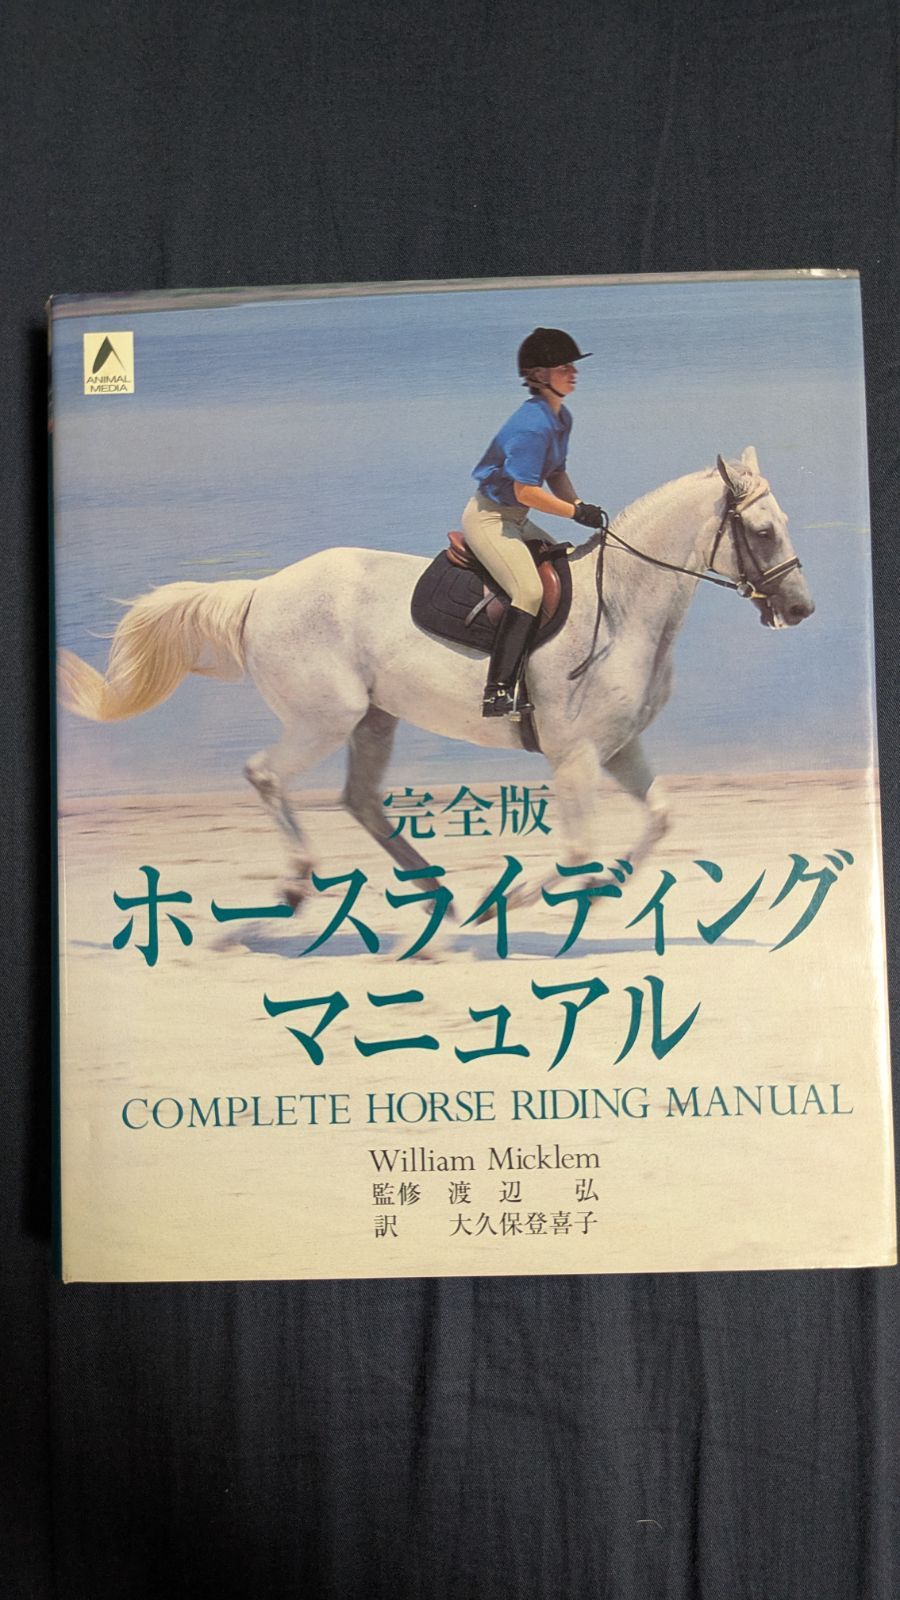 ANIMAL
MEDIA
完全版
ホースライディング
マニュアル
COMPLETE HORSE RIDING MANUAL
William Micklem
監修 渡辺 弘
訳 大久保登喜子